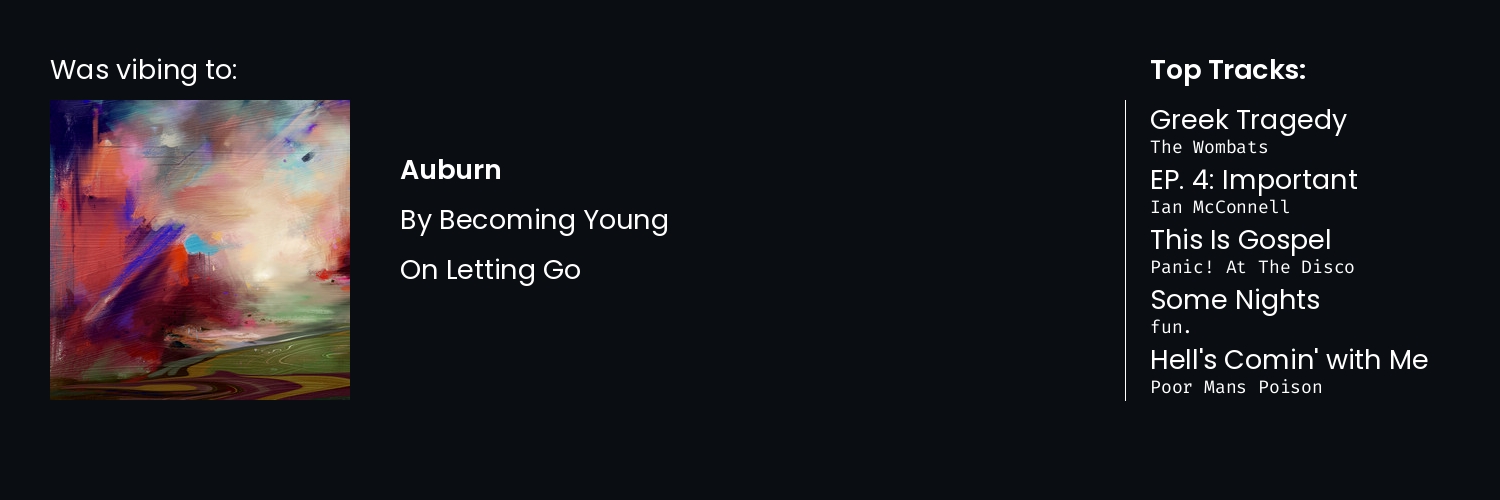 Was vibing to:
Auburn
By Becoming Young
On Letting Go
Top Tracks:
Greek Tragedy
The Wombats
EP. 4: Important
Ian McConnell
This Is Gospel
Panic! At The Disco
Some Nights
fun.
Hell's Comin' with Me
Poor Mans Poison